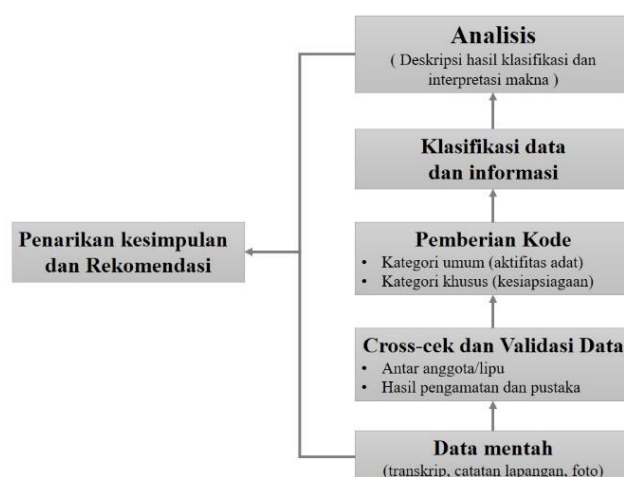 Analisis
( Deskripsi hasil klasifikasi dan
interpretasi makna )
Klasifikasi data
dan informasi
Penarikan kesimpulan
dan Rekomendasi
Pemberian Kode
• Kategori umum (aktifitas adat)
• Kategori khusus (kesiapsiagaan)
Cross-cek dan Validasi Data
• Antar anggota/lipu
• Hasil pengamatan dan pustaka
Data mentah
(transkrip, catatan lapangan, foto)